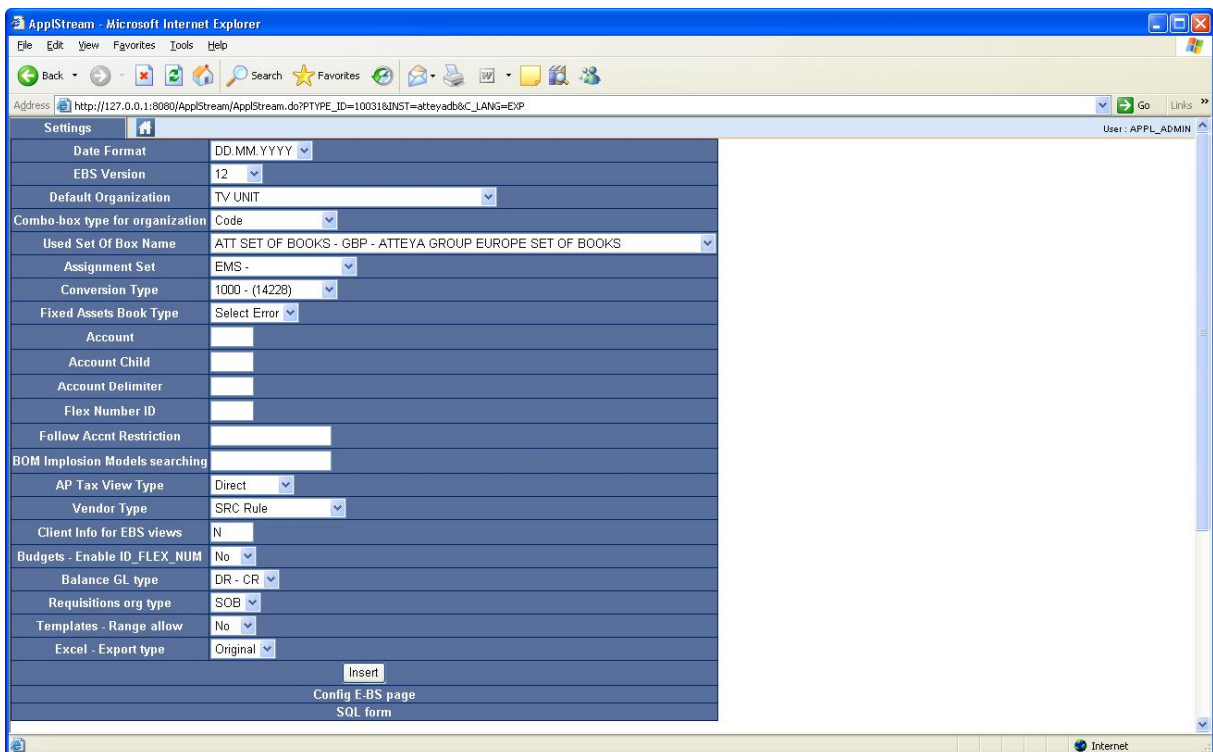 ApplStream - Microsoft Internet Explorer
File Edit View Favorites Tools Help
Back Search Favorites
Address http://127.0.0.1:8080/ApplStream/ApplStream.do?PTYPE_ID=10031&INST=atteyadb&C_LANG=EXP Go Links »
Settings User : APPL_ADMIN
Date Format DD.MM.YYYY
EBS Version 12
Default Organization TV UNIT
Combo-box type for organization Code
Used Set Of Box Name ATT SET OF BOOKS - GBP - ATTEYA GROUP EUROPE SET OF BOOKS
Assignment Set EMS -
Conversion Type 1000 - (14228)
Fixed Assets Book Type Select Error
Account
Account Child
Account Delimiter
Flex Number ID
Follow Accnt Restriction
BOM Implosion Models searching
AP Tax View Type Direct
Vendor Type SRC Rule
Client Info for EBS views N
Budgets - Enable ID_FLEX_NUM No
Balance GL type DR - CR
Requisitions org type SOB
Templates - Range allow No
Excel - Export type Original
Insert
Config E-BS page
SQL form
Internet